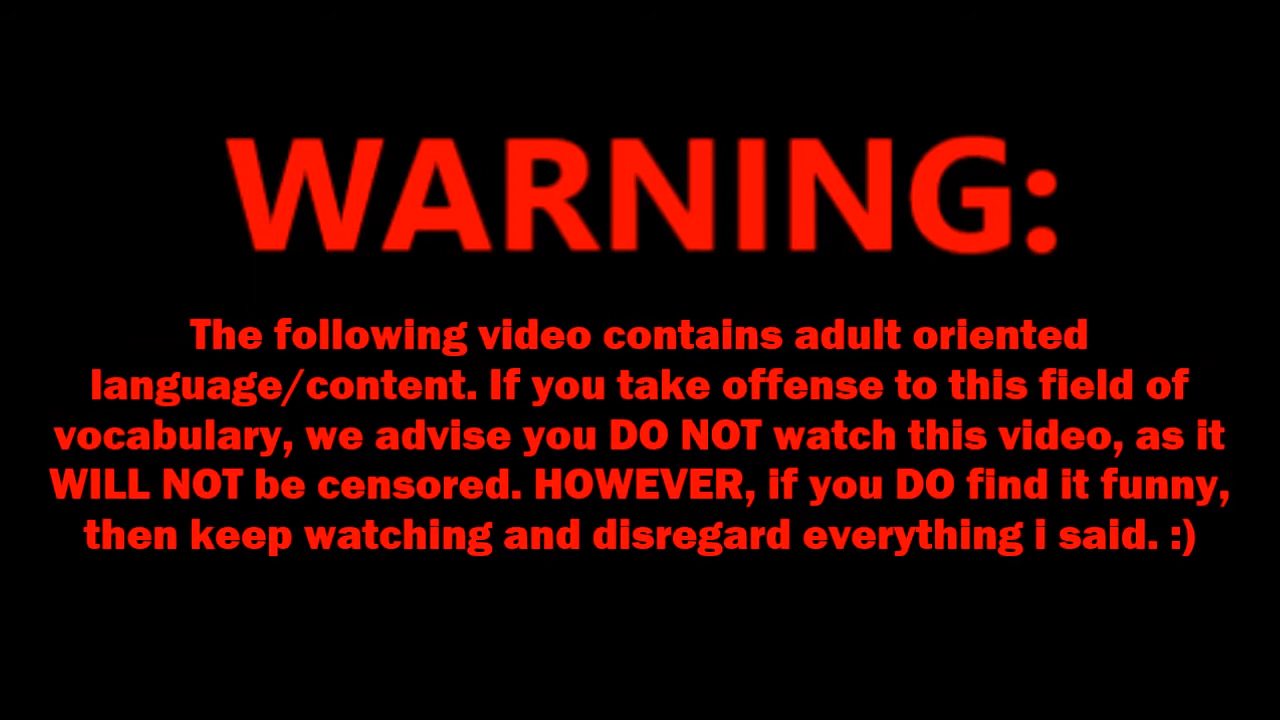 WARNING:
The following video contains adult oriented
language/content. If you take offense to this field of
vocabulary, we advise you DO NOT watch this video, as it
WILL NOT be censored. HOWEVER, if you DO find it funny,
then keep watching and disregard everything i said. :)